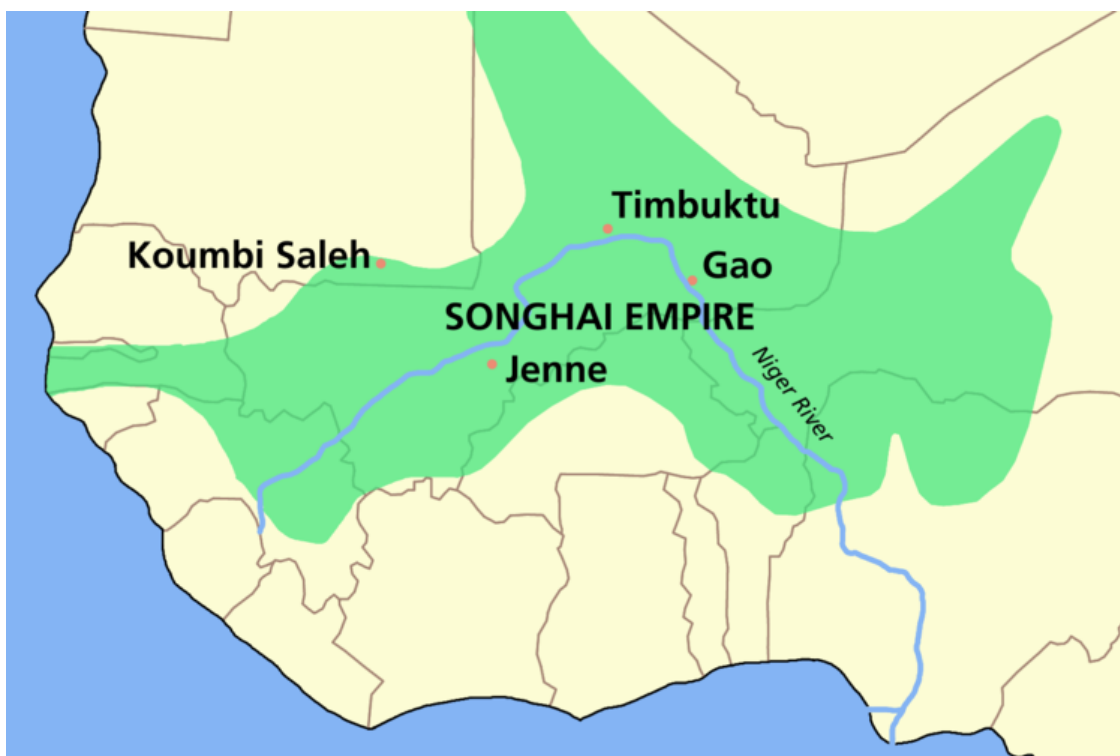 Timbuktu
Koumbi Saleh
Gao
SONGHAI EMPIRE
Jenne
Niger River